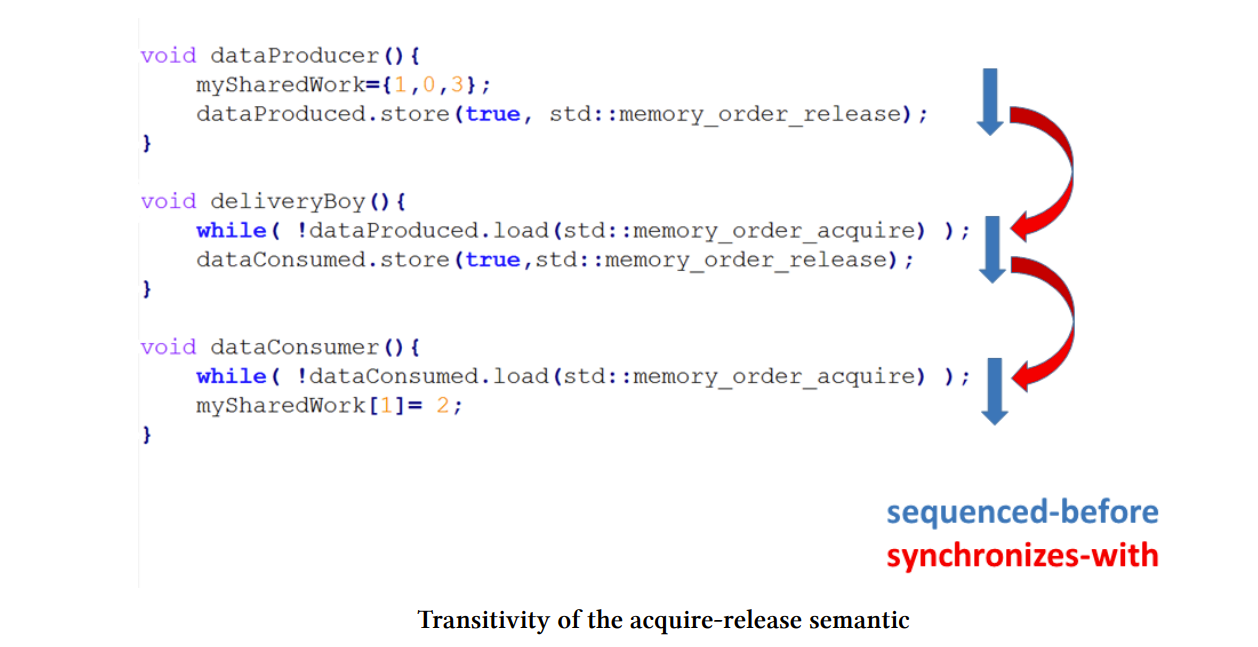 void dataProducer(){
mySharedWork={1,0,3};
dataProduced.store(true, std::memory_order_release);
}
void deliveryBoy(){
while( !dataProduced.load(std::memory_order_acquire) );
dataConsumed.store(true,std::memory_order_release);
}
void dataConsumer(){
while( !dataConsumed.load(std::memory_order_acquire) );
mySharedWork[1]= 2;
}
sequenced-before
synchronizes-with
Transitivity of the acquire-release semantic